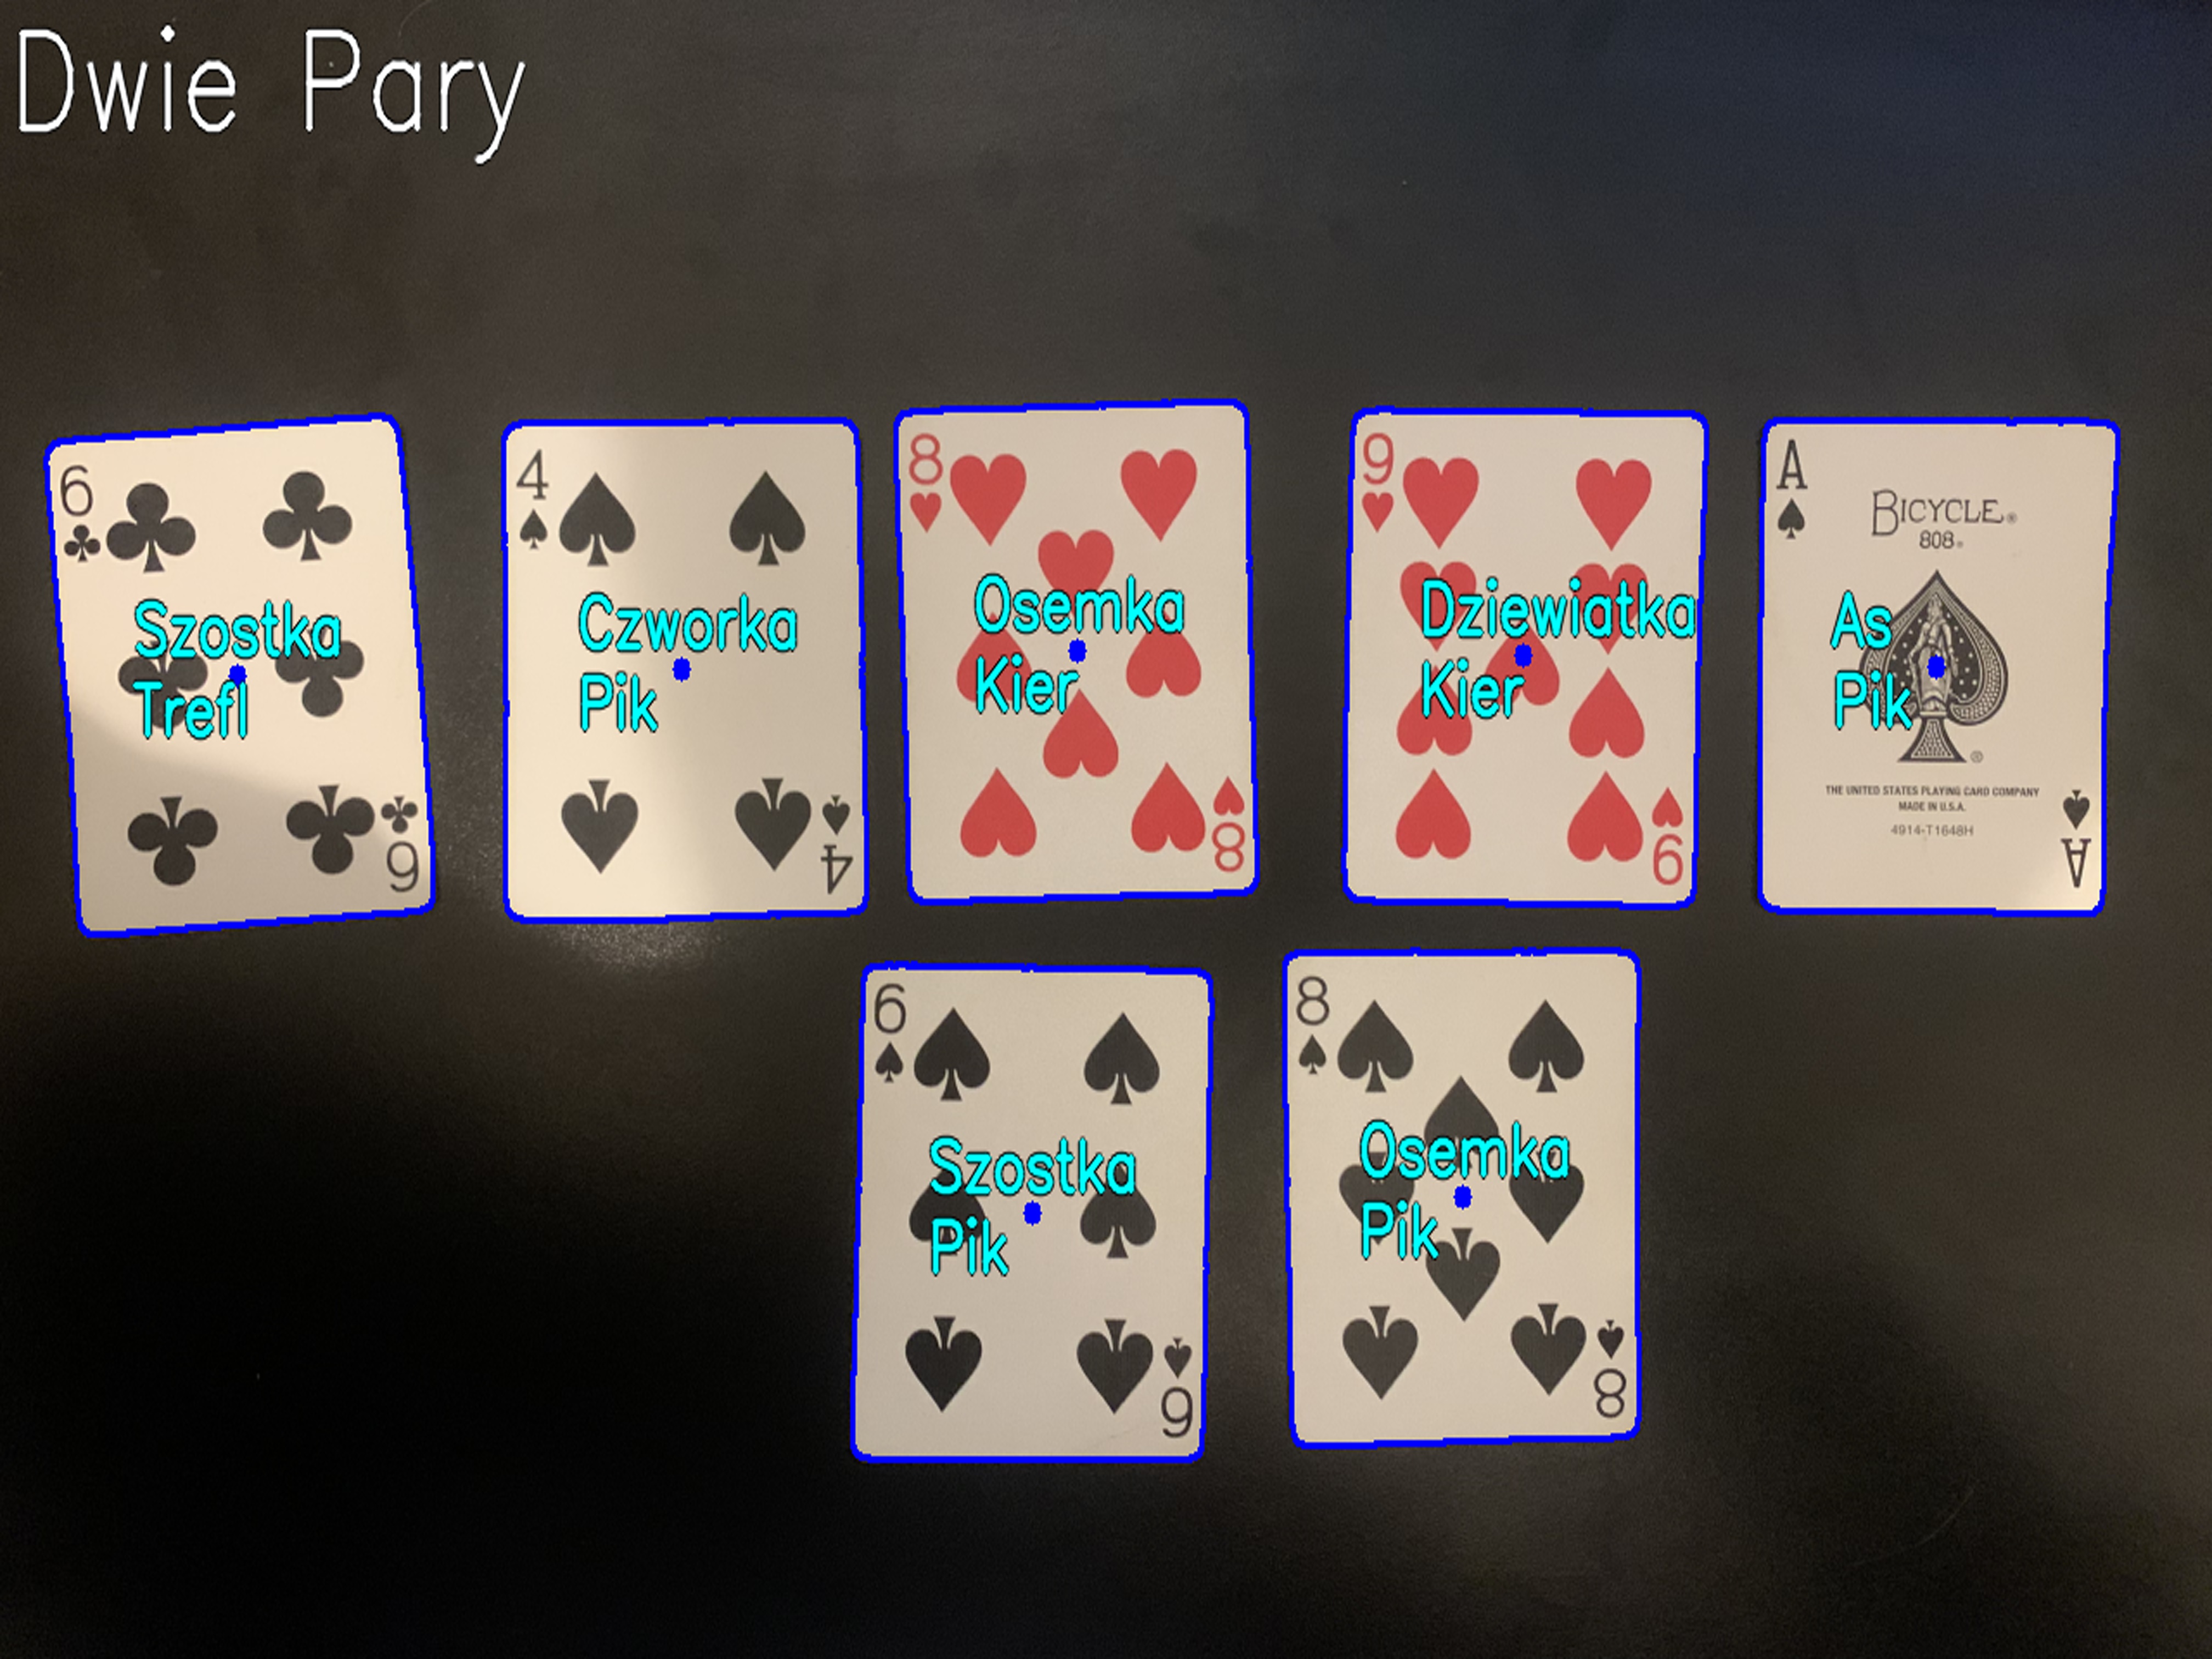 Dwie Pary
6
Szostka
Trefl
6
4
Czworka
Pik
4
8
Osemka
Kier
8
9
Dziewiatka
Kier
9
A
BICYCLE®
808®
As
Pik
®
THE UNITED STATES PLAYING CARD COMPANY
MADE IN U.S.A.
4914-T1648H
A
6
Szostka
Pik
6
8
Osemka
Pik
8